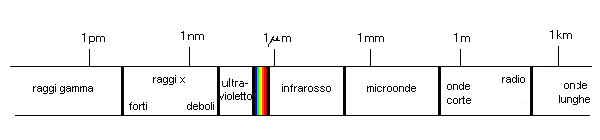 1pm 1nm 1µm 1mm 1m 1km
raggi gamma
raggi x
forti deboli
ultra-
violetto
infrarosso
microonde
onde
corte
radio
onde
lunghe